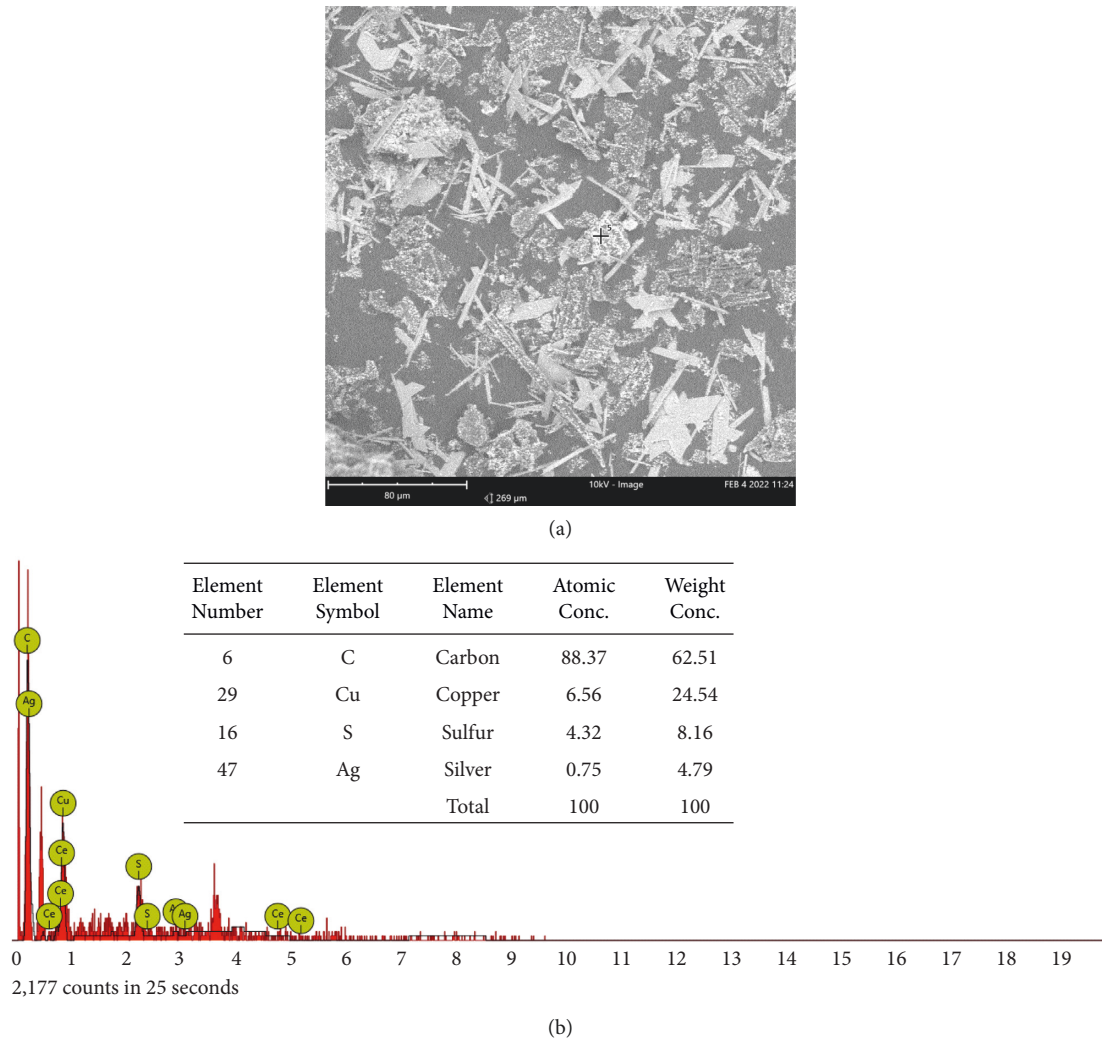 5
80 μm
269 μm
10kV - Image
FEB 4 2022 11:24
(a)
Element Number Element Symbol Element Name Atomic Conc. Weight Conc.
6 C Carbon 88.37 62.51
29 Cu Copper 6.56 24.54
16 S Sulfur 4.32 8.16
47 Ag Silver 0.75 4.79
Total 100 100
C
Ag
Cu
Ce
Ce
Ce
S
S
Ag
Ce
Ce
0 1 2 3 4 5 6 7 8 9 10 11 12 13 14 15 16 17 18 19
2,177 counts in 25 seconds
(b)